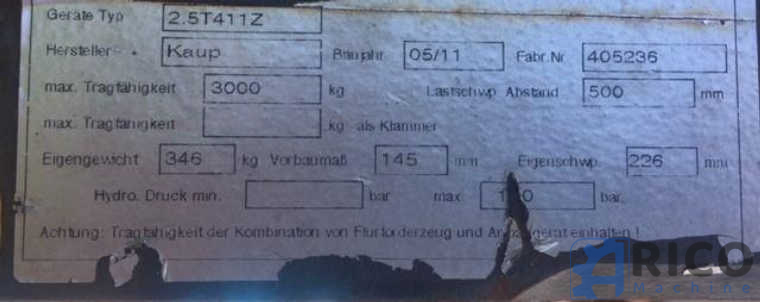 Geräte Typ 2.5T411Z
Hersteller Kaup Baujahr 05/11 Fabr.Nr 405236
max. Tragfähigkeit 3000 kg Lastschwp Abstand 500 mm
max. Tragfähigkeit kg als Klammer
Eigengewicht 346 kg Vorbaumaß 145 mm Eigenschwp. 226 mm
Hydro. Druck min. bar max. bar.
Achtung: Tragfähigkeit der Kombination von Flurförderzeug und einhalten !
RICO
Machine